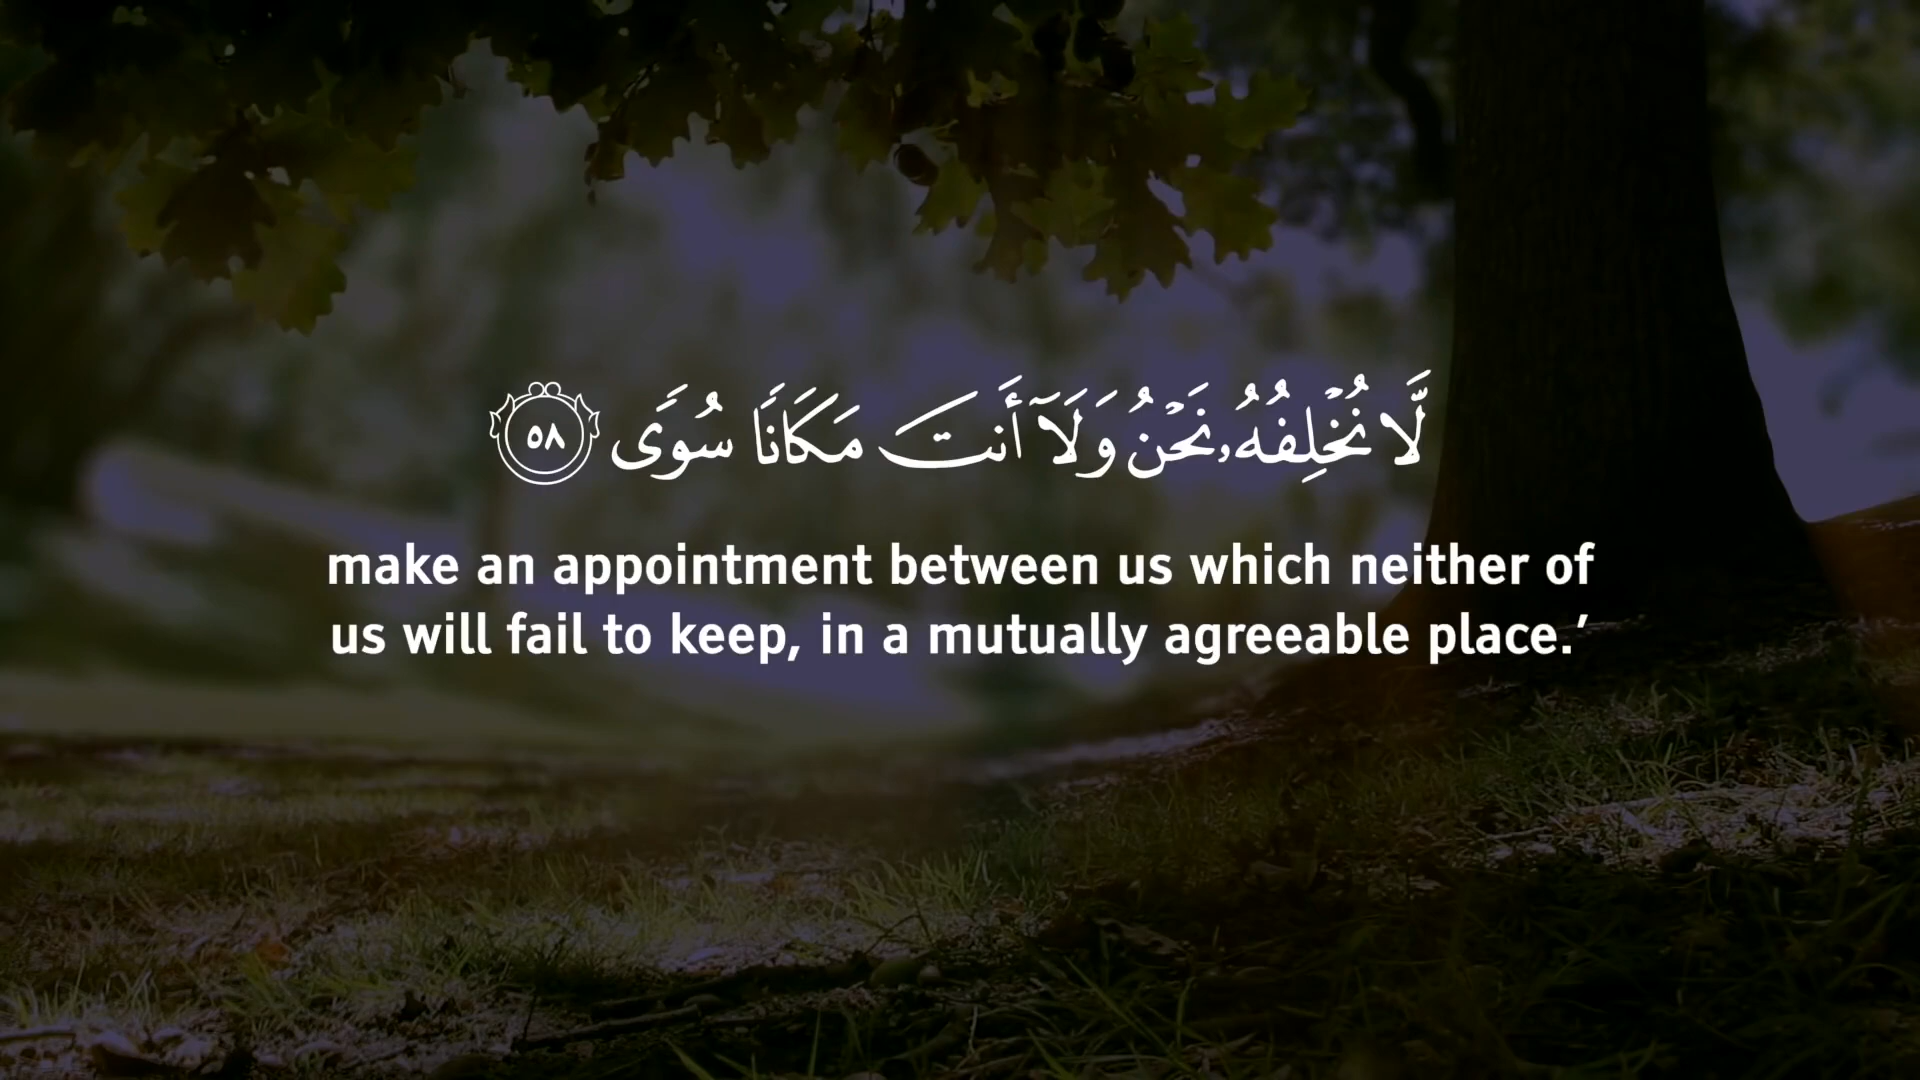 لَّا نُخْلِفُهُۥ نَحْنُ وَلَآ أَنتَ مَكَانًا سُوًى ٥٨
make an appointment between us which neither of
us will fail to keep, in a mutually agreeable place.’